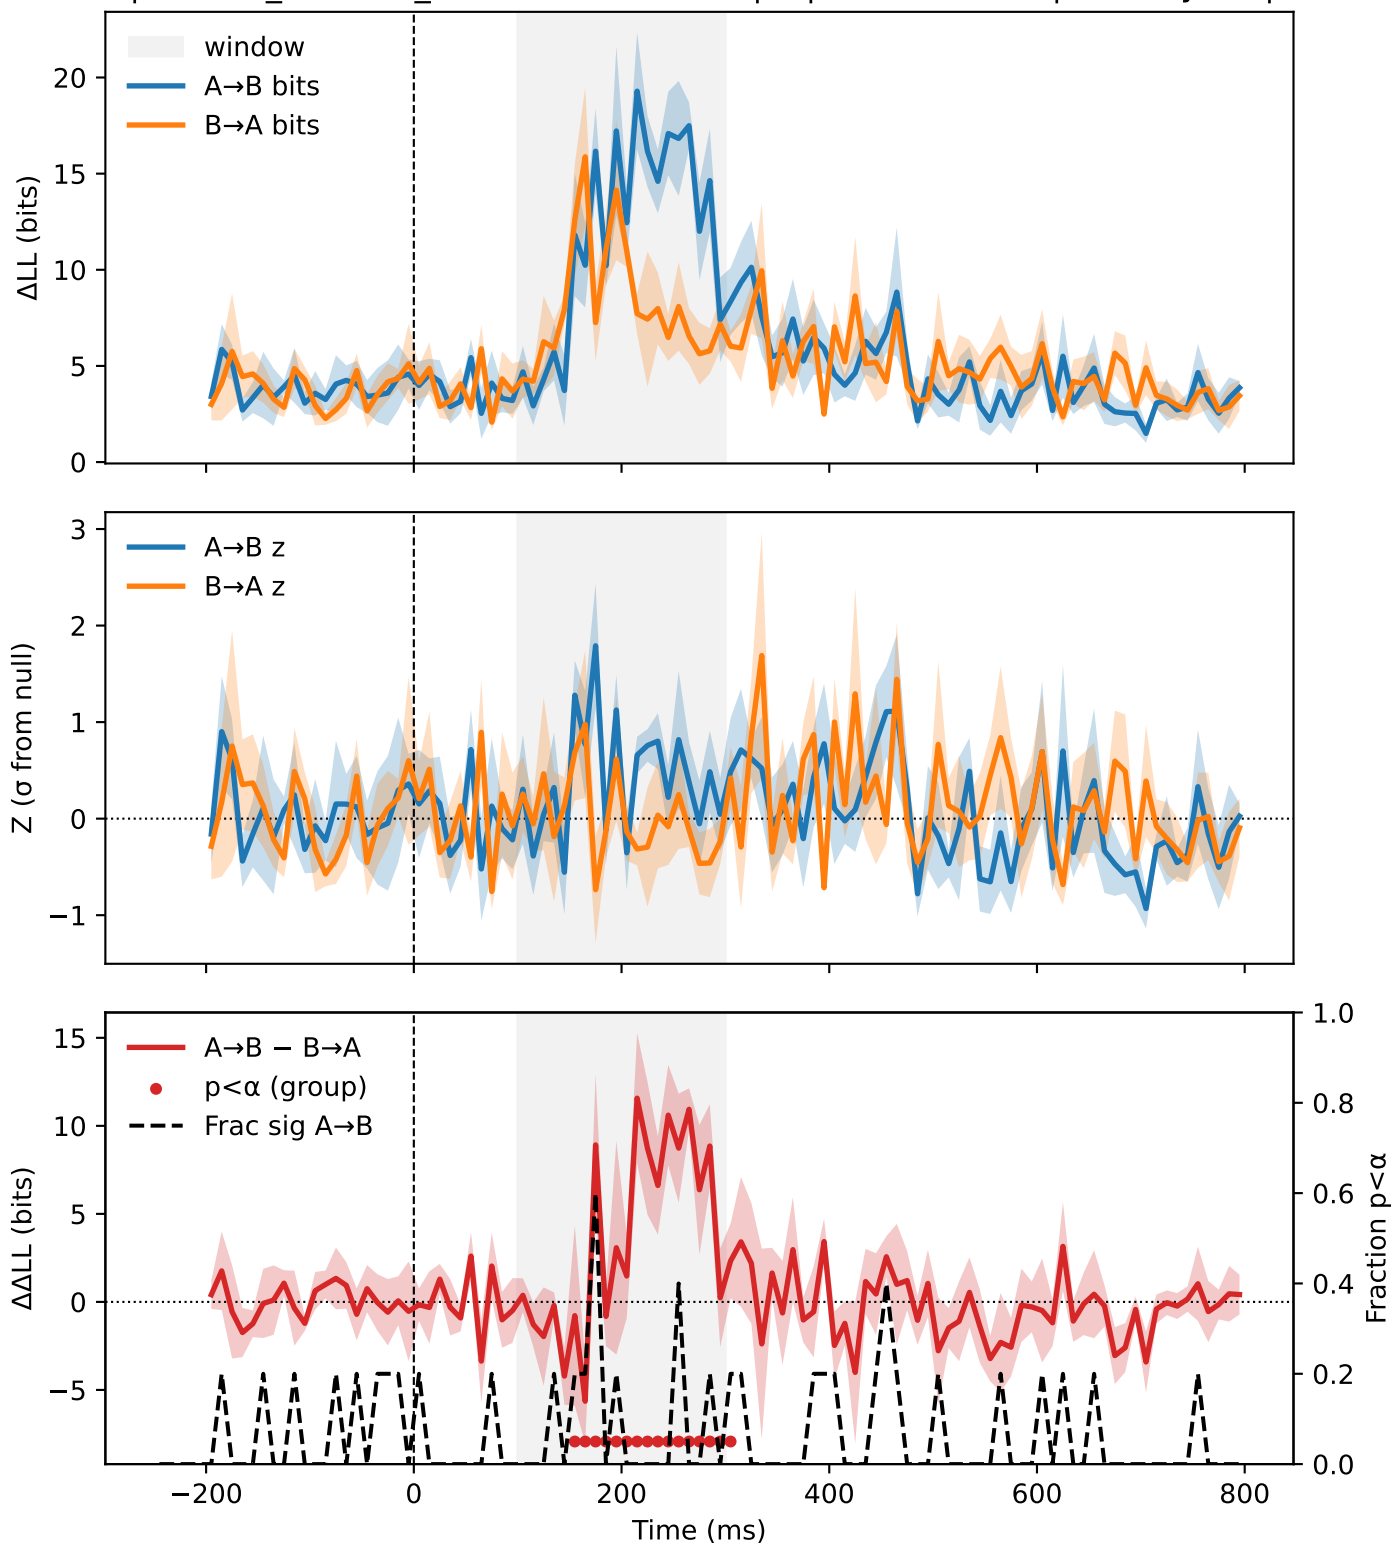 window
A→B bits
B→A bits
20
15
10
5
0
ΔLL (bits)
A→B z
B→A z
3
2
1
0
−1
Z (σ from null)
A→B − B→A
p<α (group)
Frac sig A→B
15
10
5
0
−5
ΔΔLL (bits)
1.0
0.8
0.6
0.4
0.2
0.0
Fraction p<α
−200 0 200 400 600 800
Time (ms)